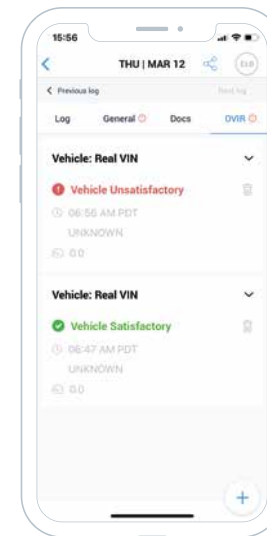 15:56
THU | MAR 12
ELD
Previous log
Next log
Log General Docs DVIR
Vehicle: Real VIN
Vehicle Unsatisfactory
06:56 AM PDT
UNKNOWN
0.0
Vehicle: Real VIN
Vehicle Satisfactory
06:47 AM PDT
UNKNOWN
0.0